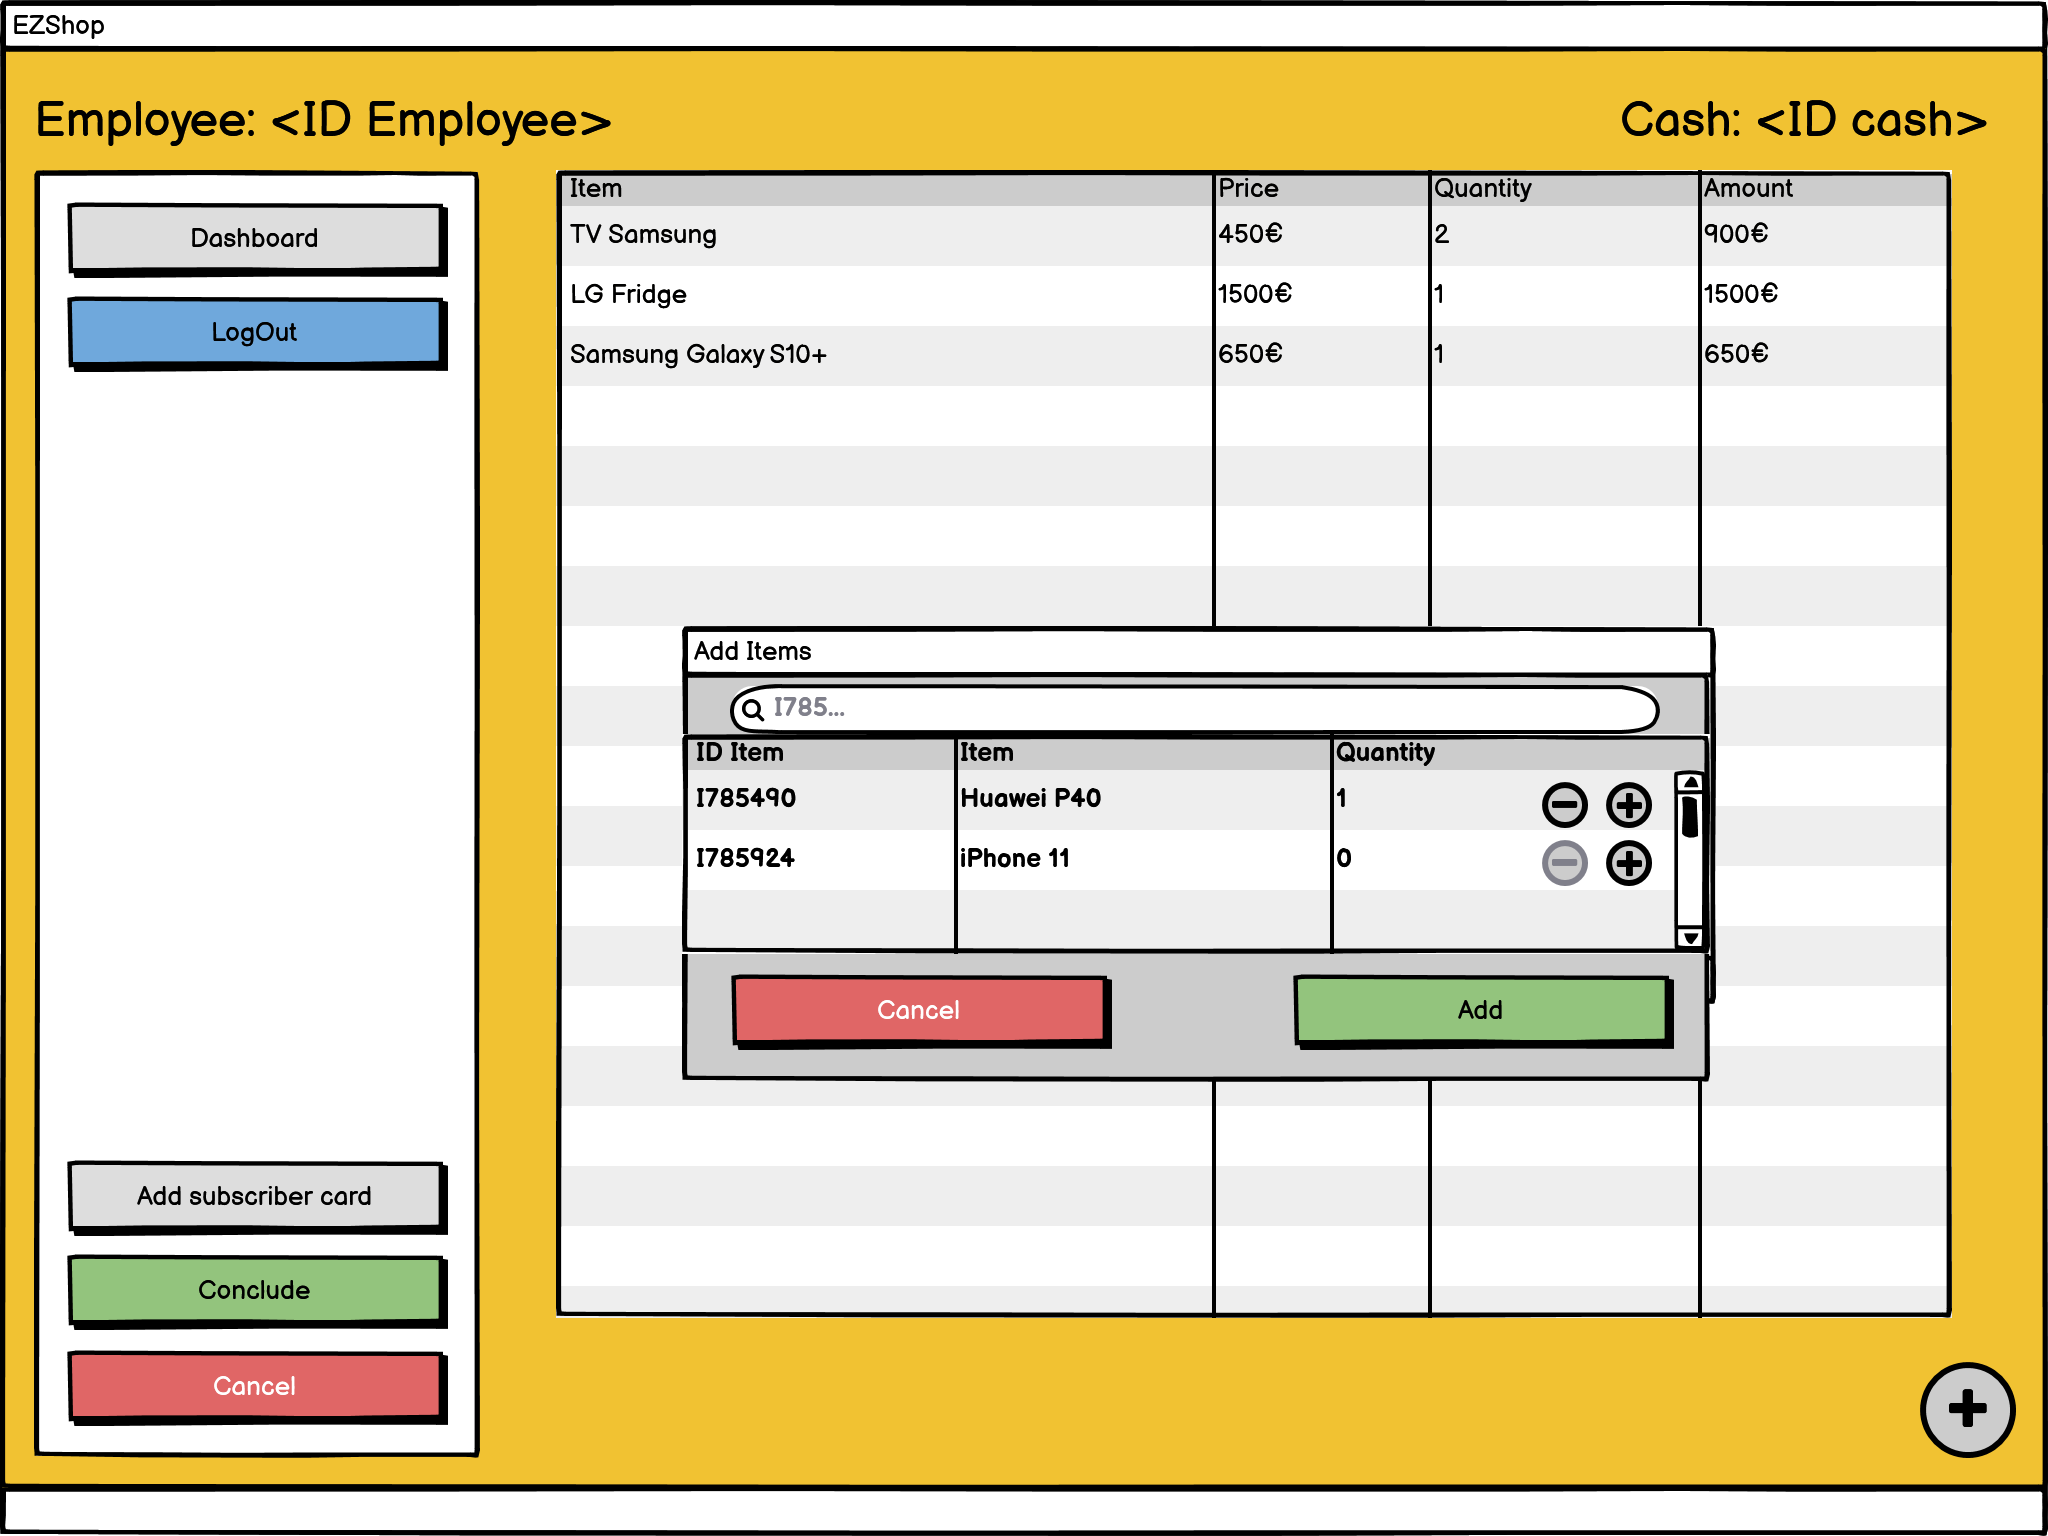 EZShop
Employee: <ID Employee>
Cash: <ID cash>
Dashboard
LogOut
Item Price Quantity Amount
TV Samsung 450€ 2 900€
LG Fridge 1500€ 1 1500€
Samsung Galaxy S10+ 650€ 1 650€
Add Items
I785...
ID Item Item Quantity
I785490 Huawei P40 1
I785924 iPhone 11 0
Cancel Add
Add subscriber card
Conclude
Cancel